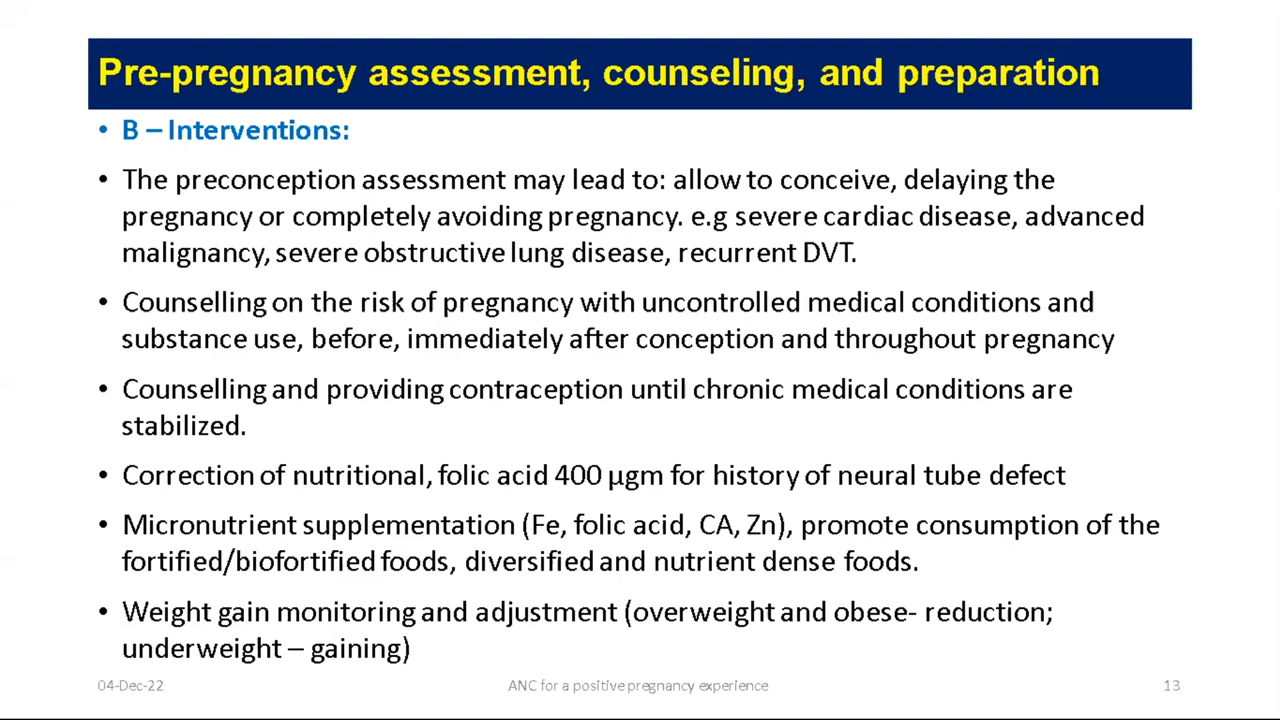 Pre-pregnancy assessment, counseling, and preparation
• B – Interventions:
• The preconception assessment may lead to: allow to conceive, delaying the
pregnancy or completely avoiding pregnancy. e.g severe cardiac disease, advanced
malignancy, severe obstructive lung disease, recurrent DVT.
• Counselling on the risk of pregnancy with uncontrolled medical conditions and
substance use, before, immediately after conception and throughout pregnancy
• Counselling and providing contraception until chronic medical conditions are
stabilized.
• Correction of nutritional, folic acid 400 µgm for history of neural tube defect
• Micronutrient supplementation (Fe, folic acid, CA, Zn), promote consumption of the
fortified/biofortified foods, diversified and nutrient dense foods.
• Weight gain monitoring and adjustment (overweight and obese- reduction;
underweight – gaining)
04-Dec-22 ANC for a positive pregnancy experience 13